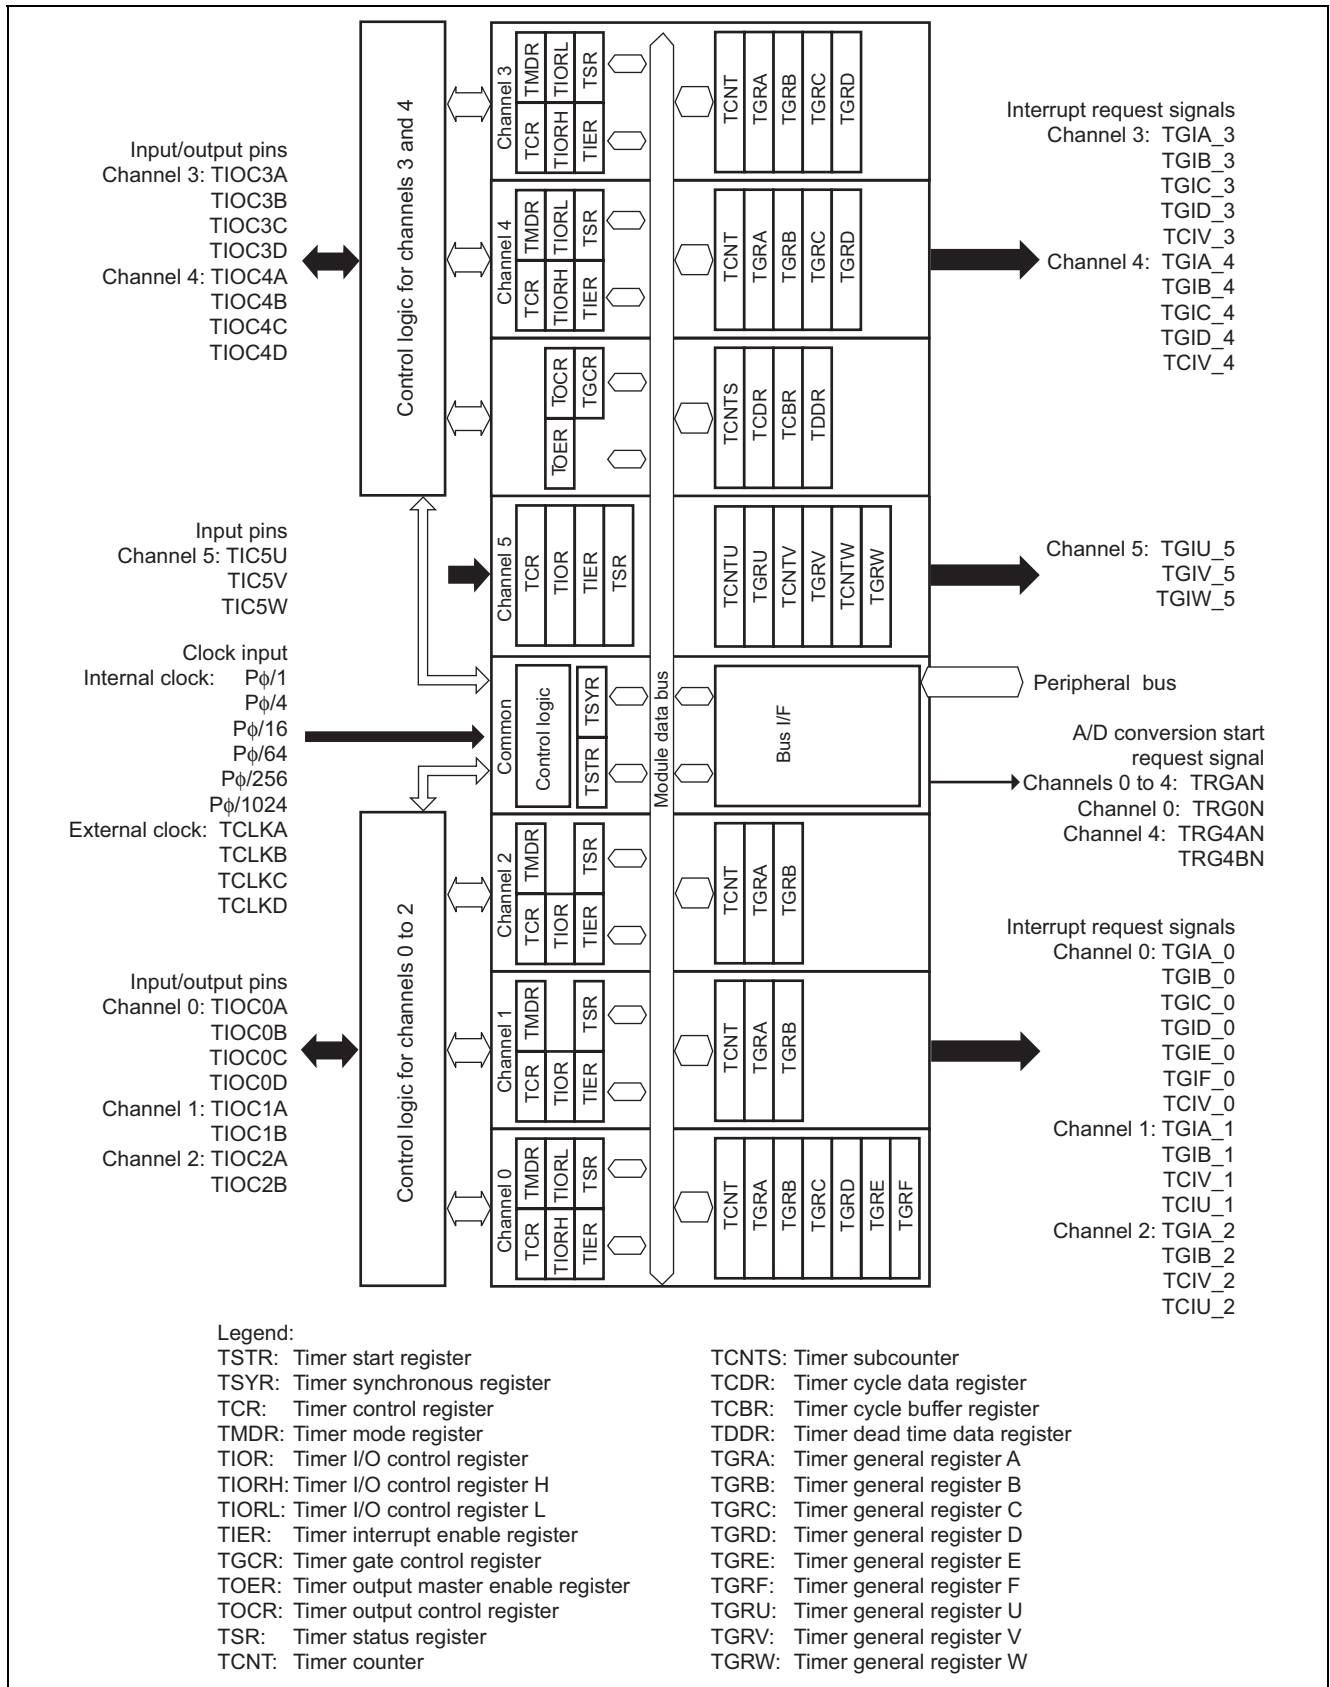 Input/output pins
Channel 3: TIOC3A
TIOC3B
TIOC3C
TIOC3D
Channel 4: TIOC4A
TIOC4B
TIOC4C
TIOC4D
Input pins
Channel 5: TIC5U
TIC5V
TIC5W
Clock input
Internal clock: Pϕ/1
Pϕ/4
Pϕ/16
Pϕ/64
Pϕ/256
Pϕ/1024
External clock: TCLKA
TCLKB
TCLKC
TCLKD
Input/output pins
Channel 0: TIOC0A
TIOC0B
TIOC0C
TIOC0D
Channel 1: TIOC1A
TIOC1B
Channel 2: TIOC2A
TIOC2B
Control logic for channels 3 and 4
Control logic for channels 0 to 2
Channel 3
TCR
TMDR
TIORH
TIORL
TIER
TSR
TCNT
TGRA
TGRB
TGRC
TGRD
Channel 4
TCR
TMDR
TIORH
TIORL
TIER
TSR
TCNT
TGRA
TGRB
TGRC
TGRD
TOER
TOCR
TGCR
TCNTS
TCDR
TCBR
TDDR
Channel 5
TCR
TIOR
TIER
TSR
TCNTU
TGRU
TCNTV
TGRV
TCNTW
TGRW
Common
Control logic
TSTR
TSYR
Module data bus
Bus I/F
Channel 2
TCR
TMDR
TIOR
TIER
TSR
TCNT
TGRA
TGRB
Channel 1
TCR
TMDR
TIOR
TIER
TSR
TCNT
TGRA
TGRB
Channel 0
TCR
TMDR
TIORH
TIORL
TIER
TSR
TCNT
TGRA
TGRB
TGRC
TGRD
TGRE
TGRF
Interrupt request signals
Channel 3: TGIA_3
TGIB_3
TGIC_3
TGID_3
TCIV_3
Channel 4: TGIA_4
TGIB_4
TGIC_4
TGID_4
TCIV_4
Channel 5: TGIU_5
TGIV_5
TGIW_5
Peripheral bus
A/D conversion start
request signal
Channels 0 to 4: TRGAN
Channel 0: TRG0N
Channel 4: TRG4AN
TRG4BN
Interrupt request signals
Channel 0: TGIA_0
TGIB_0
TGIC_0
TGID_0
TGIE_0
TGIF_0
TCIV_0
Channel 1: TGIA_1
TGIB_1
TCIV_1
TCIU_1
Channel 2: TGIA_2
TGIB_2
TCIV_2
TCIU_2
Legend:
TSTR: Timer start register
TSYR: Timer synchronous register
TCR: Timer control register
TMDR: Timer mode register
TIOR: Timer I/O control register
TIORH: Timer I/O control register H
TIORL: Timer I/O control register L
TIER: Timer interrupt enable register
TGCR: Timer gate control register
TOER: Timer output master enable register
TOCR: Timer output control register
TSR: Timer status register
TCNT: Timer counter
TCNTS: Timer subcounter
TCDR: Timer cycle data register
TCBR: Timer cycle buffer register
TDDR: Timer dead time data register
TGRA: Timer general register A
TGRB: Timer general register B
TGRC: Timer general register C
TGRD: Timer general register D
TGRE: Timer general register E
TGRF: Timer general register F
TGRU: Timer general register U
TGRV: Timer general register V
TGRW: Timer general register W